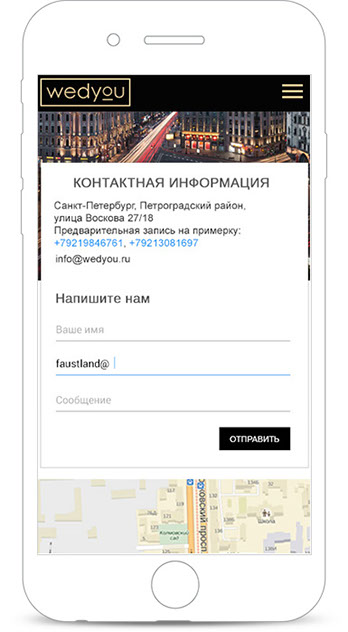 wedyou
КОНТАКТНАЯ ИНФОРМАЦИЯ
Санкт-Петербург, Петроградский район,
улица Воскова 27/18
Предварительная запись на примерку:
+79219846761, +79213081697
info@wedyou.ru
Напишите нам
Ваше имя
faustland@
Сообщение
ОТПРАВИТЬ
Школа